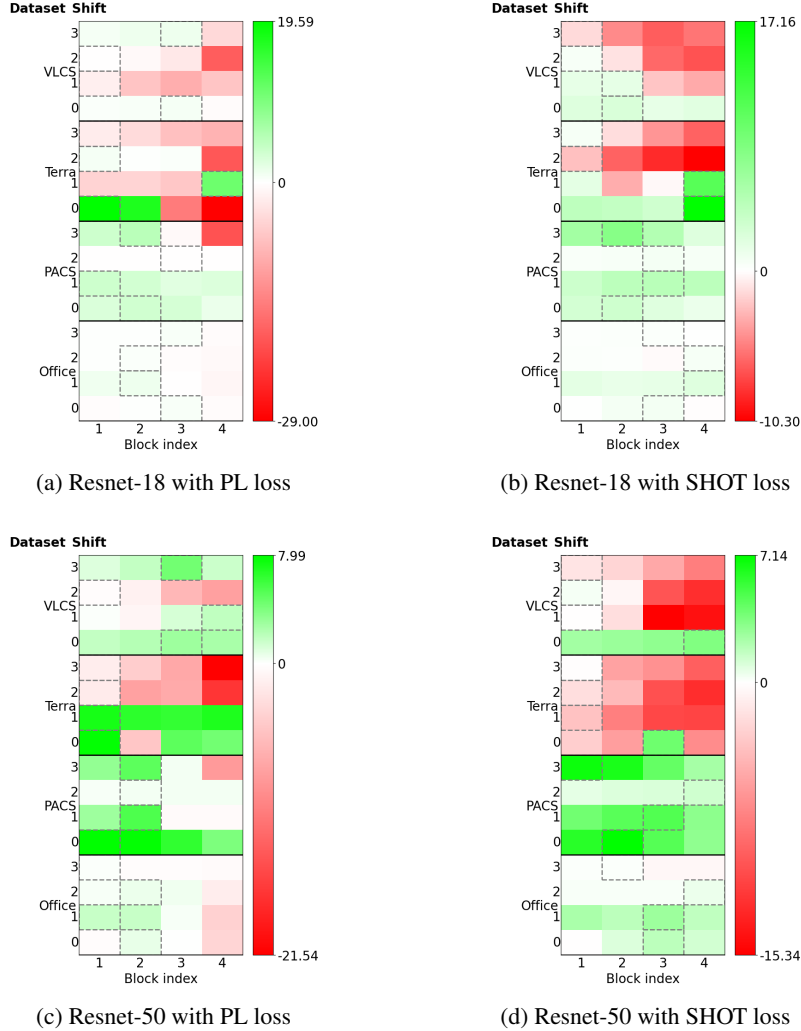 Dataset Shift
3
2
VLCS
1
0
3
2
Terra
1
0
3
2
PACS
1
0
3
2
Office
1
0
1 2 3 4
Block index
19.59
0
-29.00
(a) Resnet-18 with PL loss
Dataset Shift
3
2
VLCS
1
0
3
2
Terra
1
0
3
2
PACS
1
0
3
2
Office
1
0
1 2 3 4
Block index
17.16
0
-10.30
(b) Resnet-18 with SHOT loss
Dataset Shift
3
2
VLCS
1
0
3
2
Terra
1
0
3
2
PACS
1
0
3
2
Office
1
0
1 2 3 4
Block index
7.99
0
-21.54
(c) Resnet-50 with PL loss
Dataset Shift
3
2
VLCS
1
0
3
2
Terra
1
0
3
2
PACS
1
0
3
2
Office
1
0
1 2 3 4
Block index
7.14
0
-15.34
(d) Resnet-50 with SHOT loss